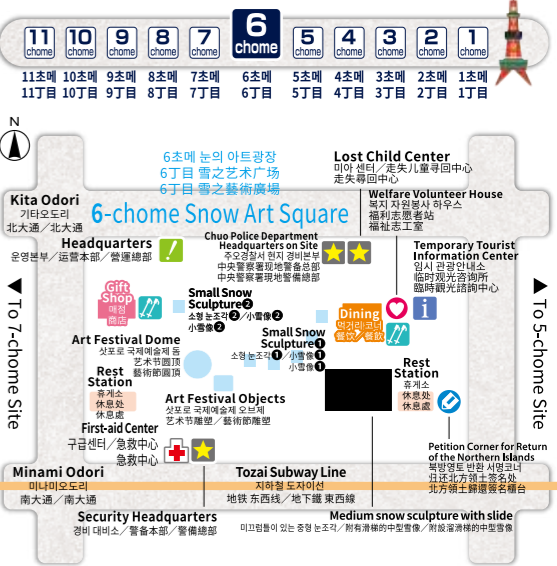 11 chome
10 chome
9 chome
8 chome
7 chome
6 chome
5 chome
4 chome
3 chome
2 chome
1 chome
11초메 10초메 9초메 8초메 7초메 6초메 5초메 4초메 3초메 2초메 1초메
11丁目 10丁目 9丁目 8丁目 7丁目 6丁目 5丁目 4丁目 3丁目 2丁目 1丁目
N
6초메 눈의 아트광장
6丁目 雪之艺术广场
6丁目 雪之藝術廣場
6-chome Snow Art Square
Lost Child Center
미아 센터／走失儿童寻回中心
走失尋回中心
Kita Odori
기타오도리
北大通／北大通
Welfare Volunteer House
복지 자원봉사 하우스
福利志愿者站
福祉志工室
Headquarters
운영본부／运营本部／營運總部
Chuo Police Department
Headquarters on Site
주오경찰서 현지 경비본부
中央警察署现地警备总部
中央警察署現地警備總部
Temporary Tourist
Information Center
임시 관광안내소
临时观光咨询所
臨時觀光諮詢中心
To 7-chome Site
To 5-chome Site
Gift
Shop
매점
商店
Small Snow
Sculpture❷
소형 눈조각❷／小雪像❷
小雪像❷
Dining
먹거리 코너
餐饮／餐飲
Small Snow
Sculpture❶
소형 눈조각❶／小雪像❶
小雪像❶
Art Festival Dome
삿포로 국제예술제 돔
艺术节圆顶
藝術節圓頂
Rest
Station
휴게소
休息处
休息處
Rest
Station
휴게소
休息处
休息處
Art Festival Objects
삿포로 국제예술제 오브제
艺术节雕塑／藝術節雕塑
First-aid Center
구급센터／急救中心
急救中心
Petition Corner for Return
of the Northern Islands
북방영토 반환 서명코너
归还北方领土签名处
北方領土歸還簽名櫃台
Minami Odori
미나미오도리
南大通／南大通
Tozai Subway Line
지하철 도자이선
地铁 东西线／地下鐵 東西線
Security Headquarters
경비 대비소／警备本部／警備總部
Medium snow sculpture with slide
미끄럼틀이 있는 중형 눈조각／附有滑梯的中型雪像／附設溜滑梯的中型雪像